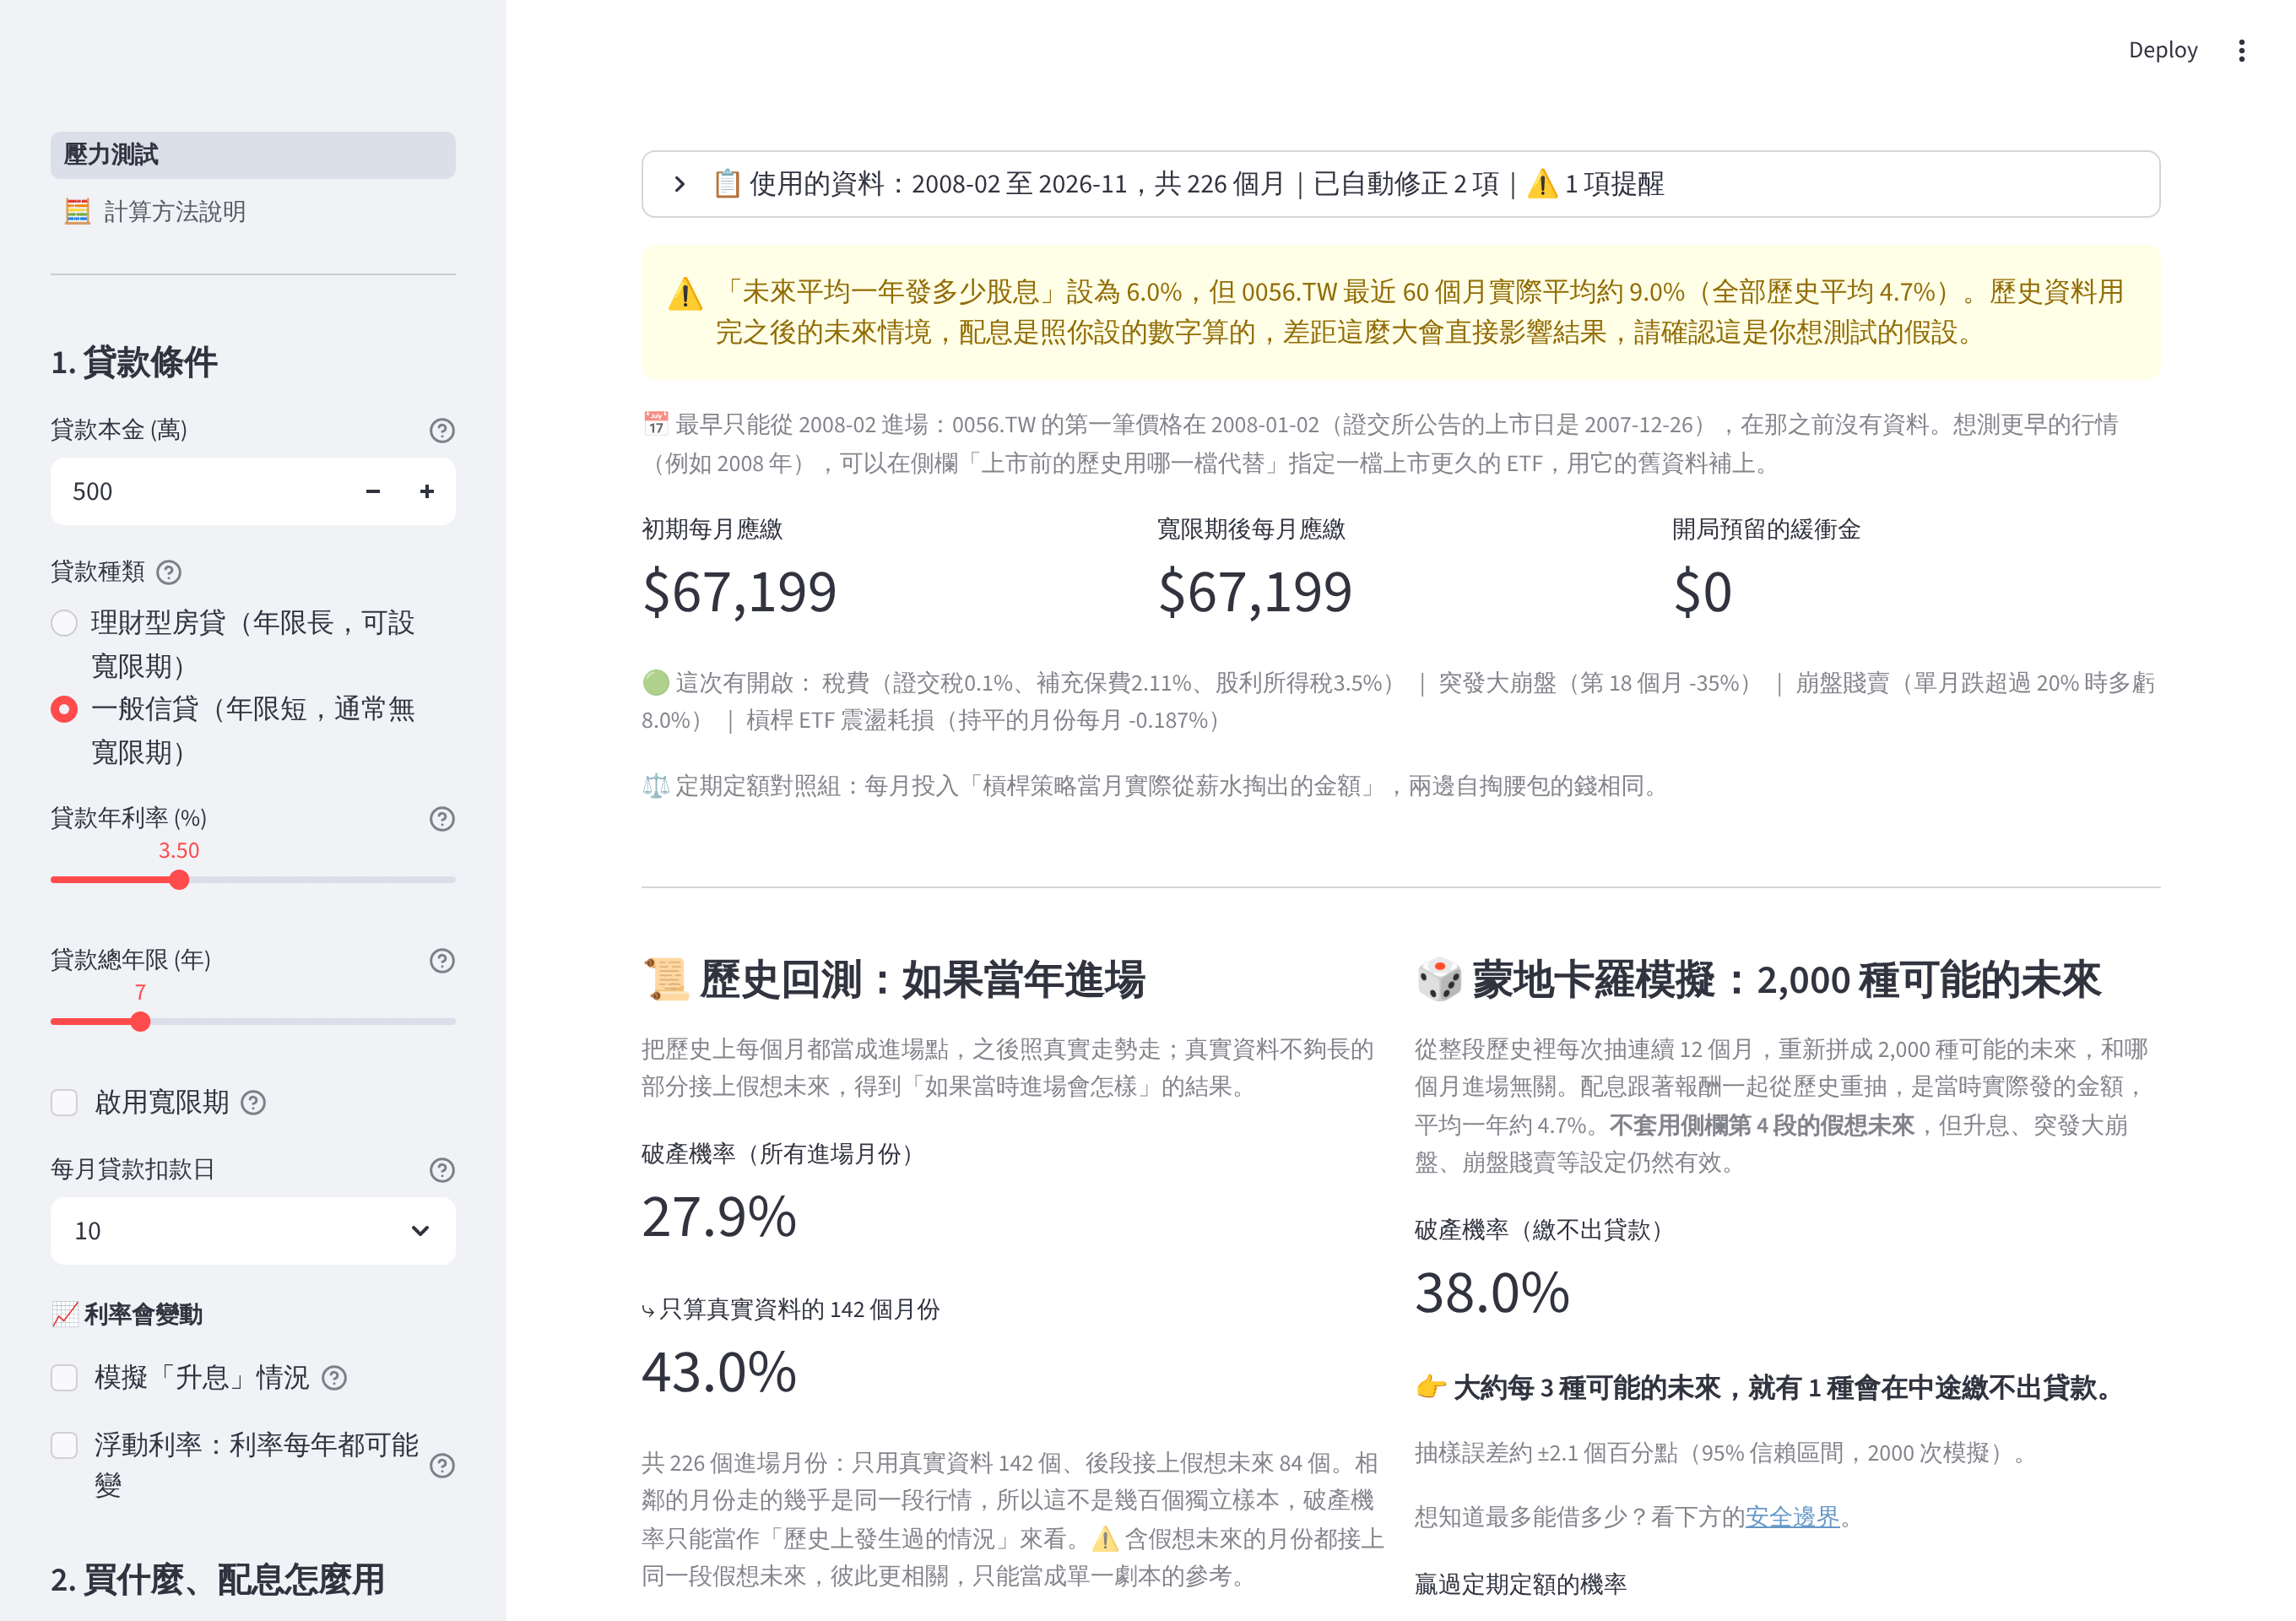 Deploy
壓力測試
🧮 計算方法說明
1. 貸款條件
貸款本金 (萬)
500
貸款種類
理財型房貸（年限長，可設
寬限期）
一般信貸（年限短，通常無
寬限期）
貸款年利率 (%)
3.50
貸款總年限 (年)
7
啟用寬限期
每月貸款扣款日
10
📈 利率會變動
模擬「升息」情況
浮動利率：利率每年都可能
變
2. 買什麼、配息怎麼用
📋 使用的資料：2008-02 至 2026-11，共 226 個月｜已自動修正 2 項｜⚠️ 1 項提醒
⚠️ 「未來平均一年發多少股息」設為 6.0%，但 0056.TW 最近 60 個月實際平均約 9.0%（全部歷史平均 4.7%）。歷史資料用
完之後的未來情境，配息是照你設的數字算的，差距這麼大會直接影響結果，請確認這是你想測試的假設。
📅 最早只能從 2008-02 進場：0056.TW 的第一筆價格在 2008-01-02（證交所公告的上市日是 2007-12-26），在那之前沒有資料。想測更早的行情
（例如 2008 年），可以在側欄「上市前的歷史用哪一檔代替」指定一檔上市更久的 ETF，用它的舊資料補上。
初期每月應繳
$67,199
寬限期後每月應繳
$67,199
開局預留的緩衝金
$0
🟢 這次有開啟： 稅費（證交稅0.1%、補充保費2.11%、股利所得稅3.5%） ｜ 突發大崩盤（第 18 個月 -35%） ｜ 崩盤賤賣（單月跌超過 20% 時多虧
8.0%） ｜ 槓桿 ETF 震盪耗損（持平的月份每月 -0.187%）
⚖️ 定期定額對照組：每月投入「槓桿策略當月實際從薪水掏出的金額」，兩邊自掏腰包的錢相同。
📜 歷史回測：如果當年進場
把歷史上每個月都當成進場點，之後照真實走勢走；真實資料不夠長的
部分接上假想未來，得到「如果當時進場會怎樣」的結果。
破產機率（所有進場月份）
27.9%
⤷ 只算真實資料的 142 個月份
43.0%
共 226 個進場月份：只用真實資料 142 個、後段接上假想未來 84 個。相
鄰的月份走的幾乎是同一段行情，所以這不是幾百個獨立樣本，破產機
率只能當作「歷史上發生過的情況」來看。⚠️ 含假想未來的月份都接上
同一段假想未來，彼此更相關，只能當成單一劇本的參考。
🎲 蒙地卡羅模擬：2,000 種可能的未來
從整段歷史裡每次抽連續 12 個月，重新拼成 2,000 種可能的未來，和哪
個月進場無關。配息跟著報酬一起從歷史重抽，是當時實際發的金額，
平均一年約 4.7%。不套用側欄第 4 段的假想未來，但升息、突發大崩
盤、崩盤賤賣等設定仍然有效。
破產機率（繳不出貸款）
38.0%
👉 大約每 3 種可能的未來，就有 1 種會在中途繳不出貸款。
抽樣誤差約 ±2.1 個百分點（95% 信賴區間，2000 次模擬）。
想知道最多能借多少？看下方的安全邊界。
贏過定期定額的機率